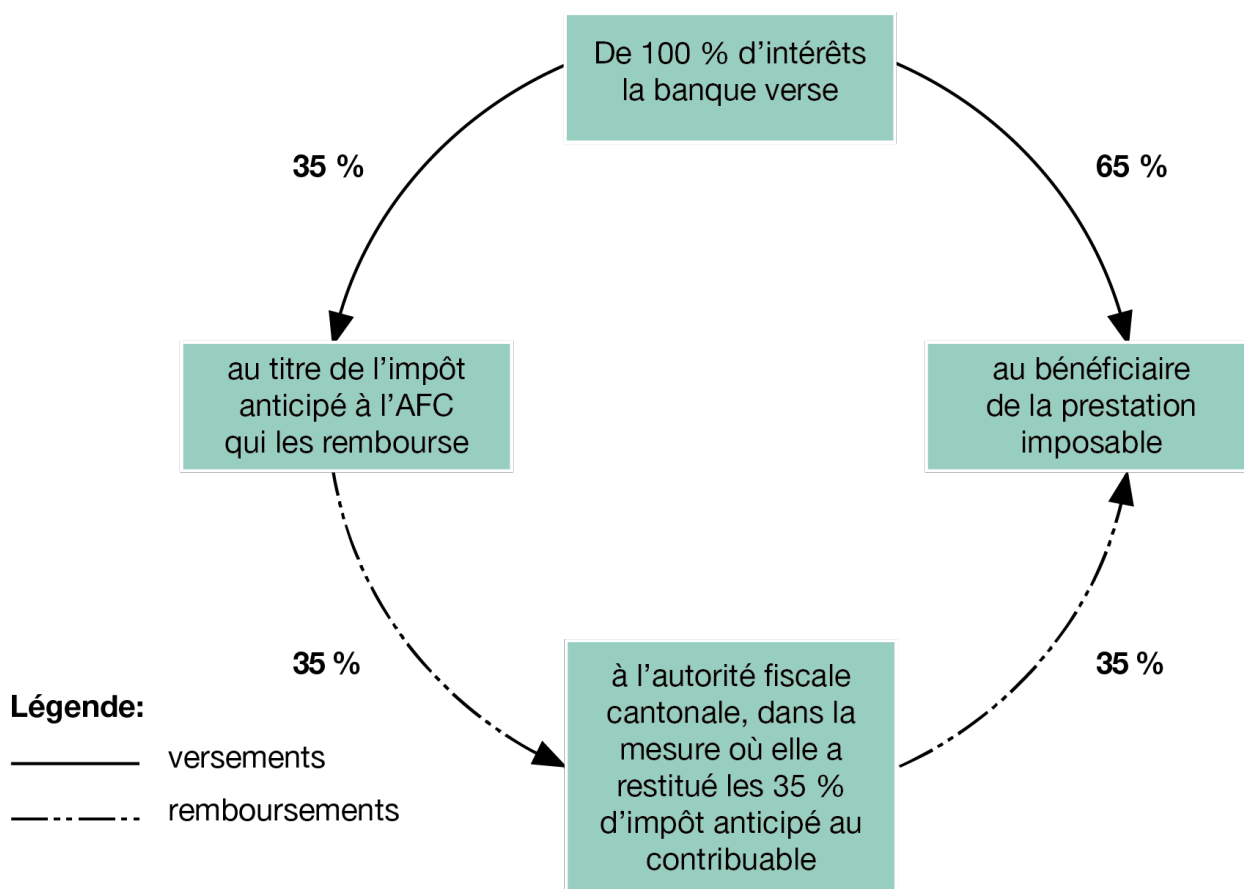 De 100 % d’intérêts
la banque verse
35 %
65 %
au titre de l’impôt
anticipé à l’AFC
qui les rembourse
au bénéficiaire
de la prestation
imposable
35 %
35 %
à l’autorité fiscale
cantonale, dans la
mesure où elle a
restitué les 35 %
d’impôt anticipé au
contribuable
Légende:
versements
remboursements